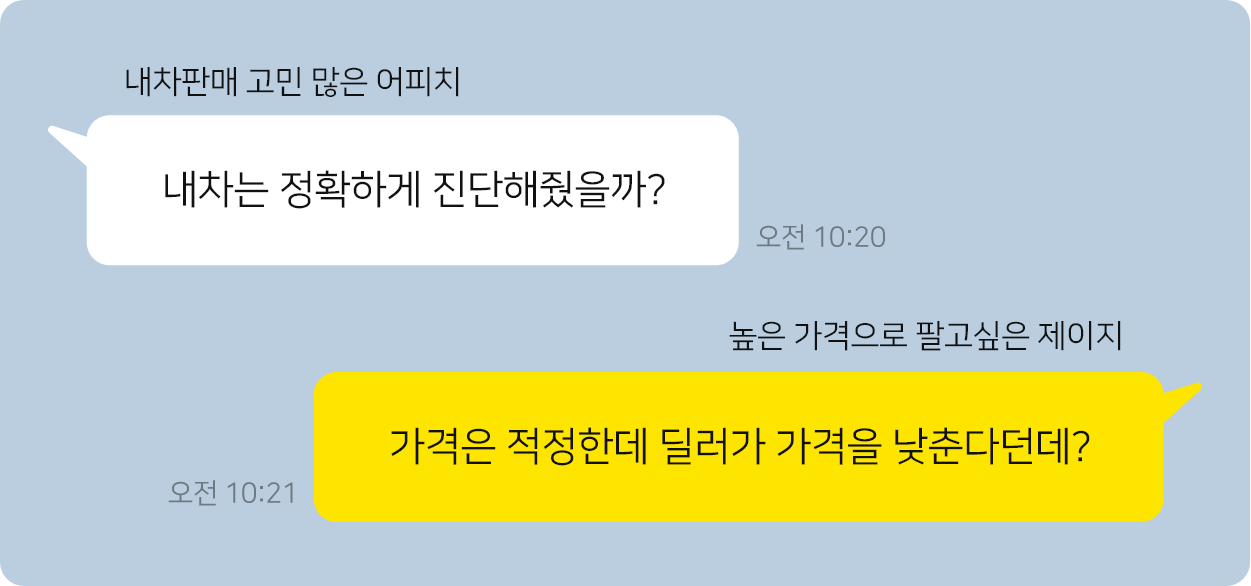 내차판매 고민 많은 어피치
내차는 정확하게 진단해줬을까?
오전 10:20
높은 가격으로 팔고싶은 제이지
가격은 적정한데 딜러가 가격을 낮춘다던데?
오전 10:21